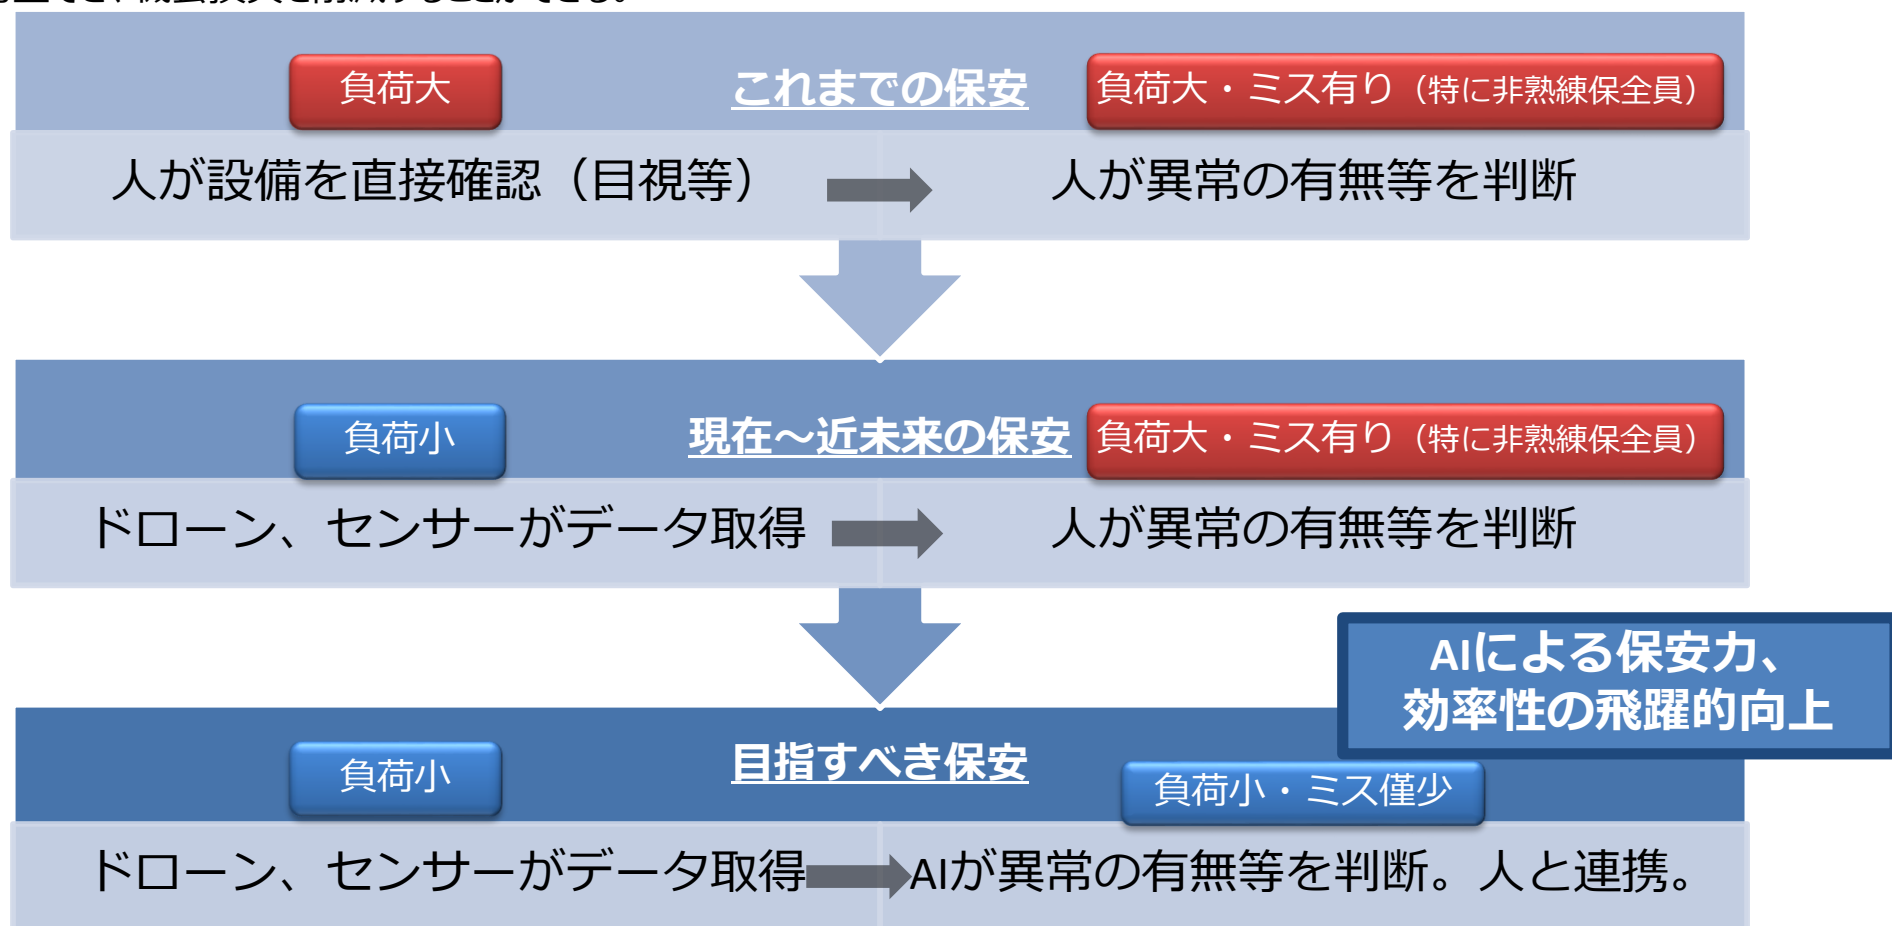 負荷大
これまでの保安
負荷大・ミス有り（特に非熟練保全員）
人が設備を直接確認（目視等）
人が異常の有無等を判断
負荷小
現在～近未来の保安
負荷大・ミス有り（特に非熟練保全員）
ドローン、センサーがデータ取得
人が異常の有無等を判断
AIによる保安力、
効率性の飛躍的向上
負荷小
目指すべき保安
負荷小・ミス僅少
ドローン、センサーがデータ取得
AIが異常の有無等を判断。人と連携。